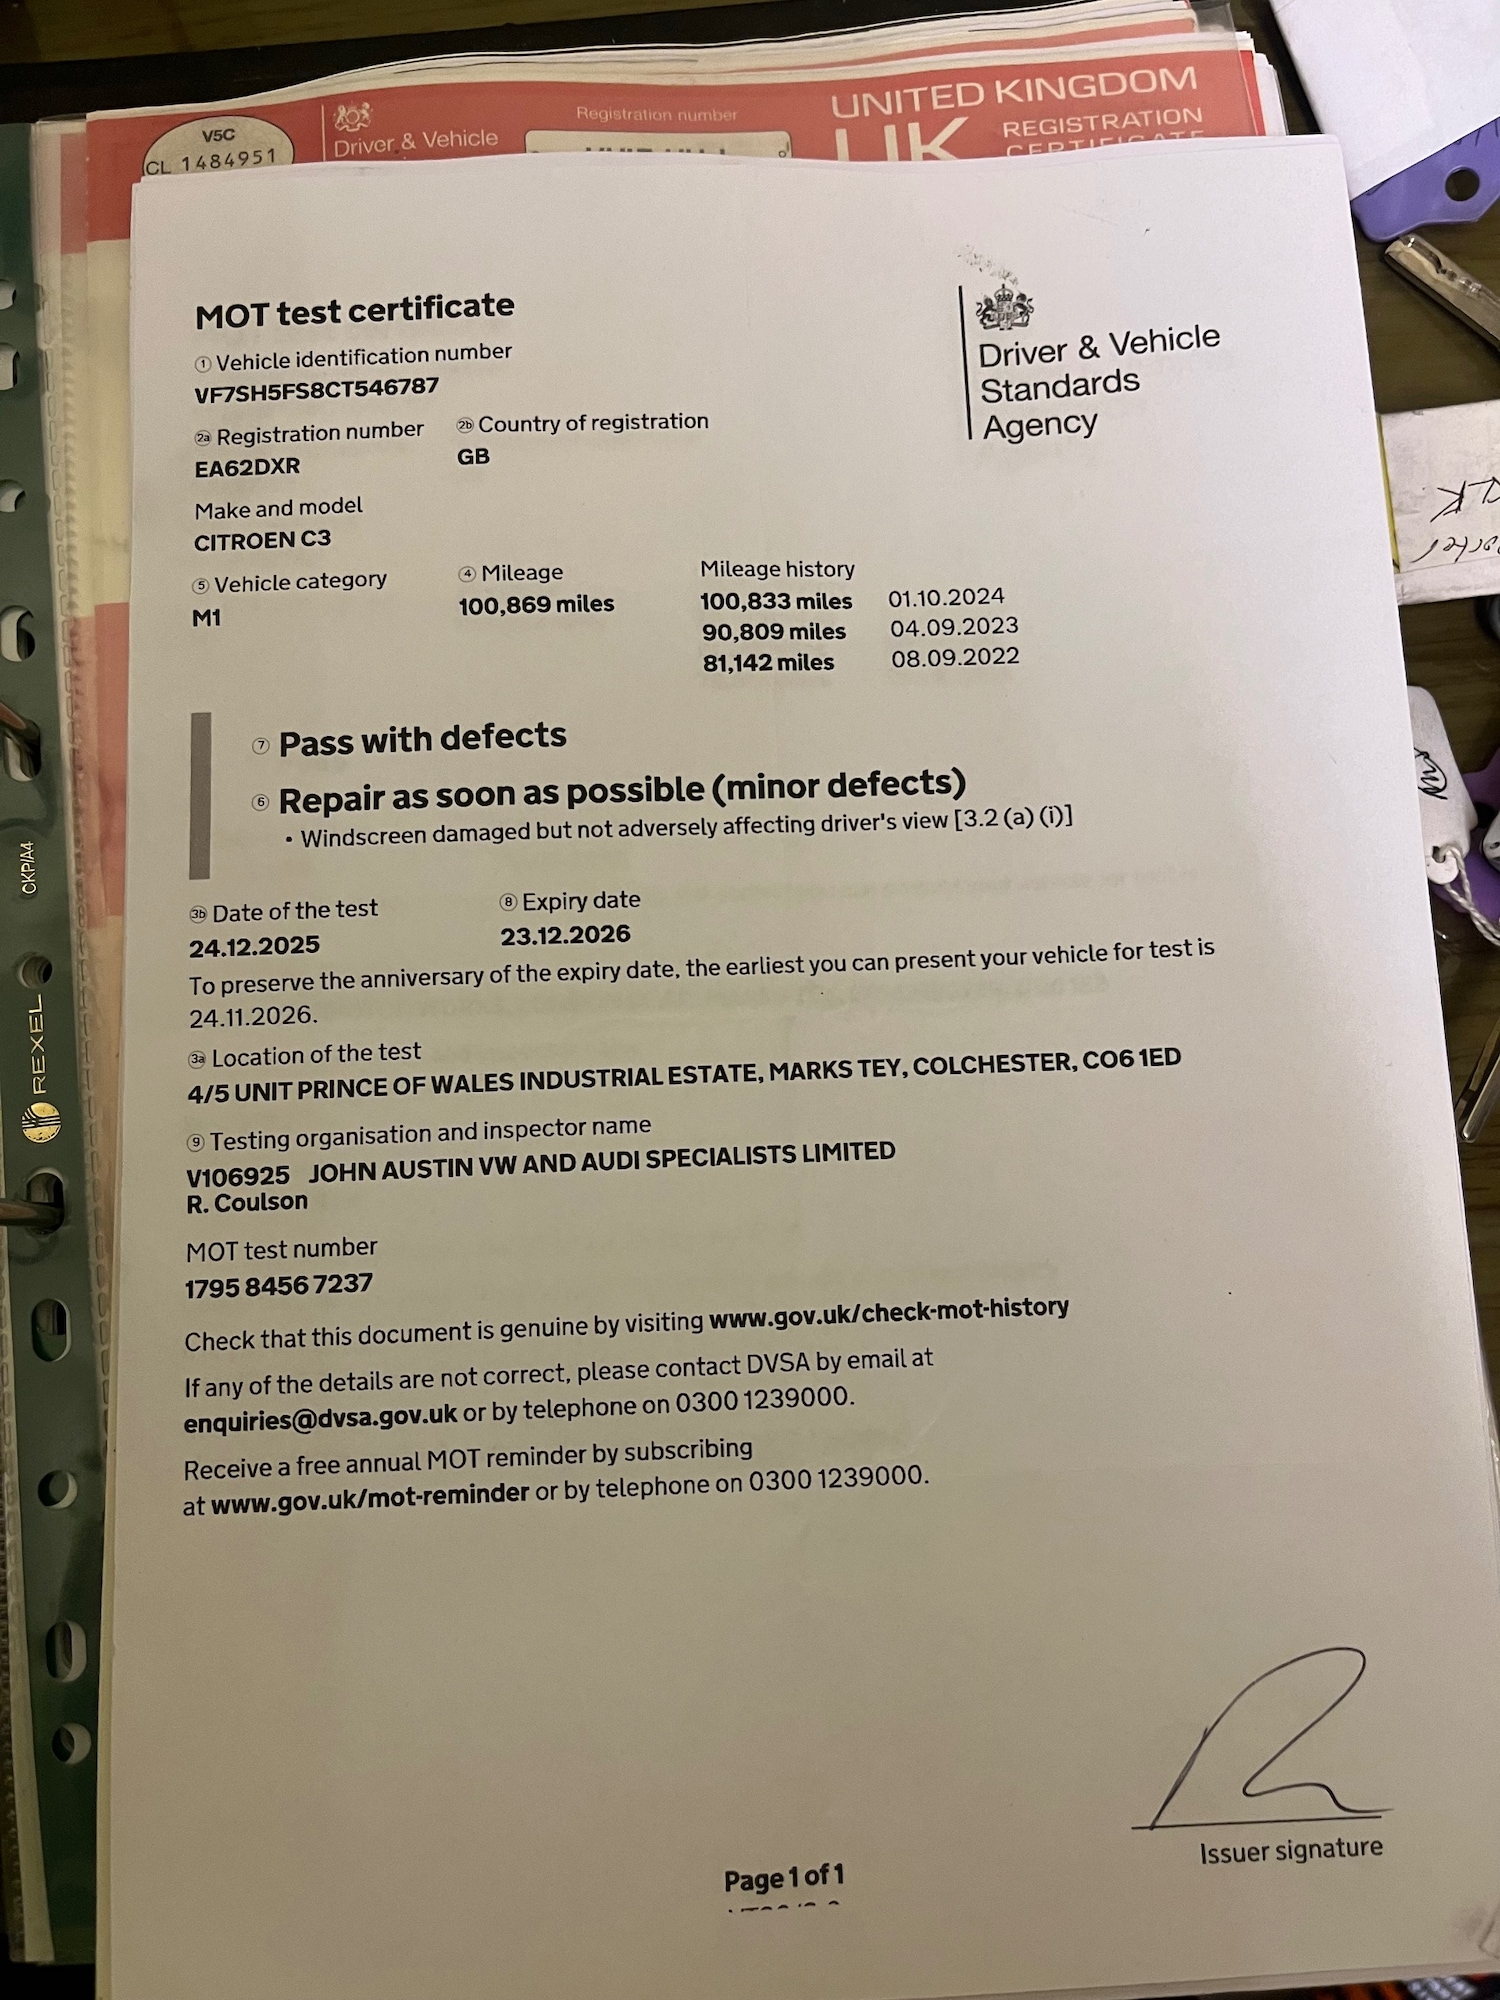 V5C
CL 1484951
Driver & Vehicle
Registration number
UNITED KINGDOM
UK
REGISTRATION
CERTIFICATE
MOT test certificate
1 Vehicle identification number
VF7SH5FS8CT546787
2a Registration number
EA62DXR
2b Country of registration
GB
Make and model
CITROEN C3
5 Vehicle category
M1
4 Mileage
100,869 miles
Mileage history
100,833 miles 01.10.2024
90,809 miles 04.09.2023
81,142 miles 08.09.2022
Driver & Vehicle
Standards
Agency
7 Pass with defects
6 Repair as soon as possible (minor defects)
• Windscreen damaged but not adversely affecting driver's view [3.2 (a) (i)]
3b Date of the test
24.12.2025
8 Expiry date
23.12.2026
To preserve the anniversary of the expiry date, the earliest you can present your vehicle for test is
24.11.2026.
3a Location of the test
4/5 UNIT PRINCE OF WALES INDUSTRIAL ESTATE, MARKS TEY, COLCHESTER, CO6 1ED
9 Testing organisation and inspector name
V106925 JOHN AUSTIN VW AND AUDI SPECIALISTS LIMITED
R. Coulson
MOT test number
1795 8456 7237
Check that this document is genuine by visiting www.gov.uk/check-mot-history
If any of the details are not correct, please contact DVSA by email at
enquiries@dvsa.gov.uk or by telephone on 0300 1239000.
Receive a free annual MOT reminder by subscribing
at www.gov.uk/mot-reminder or by telephone on 0300 1239000.
Issuer signature
Page 1 of 1
CKP/A4
REXEL